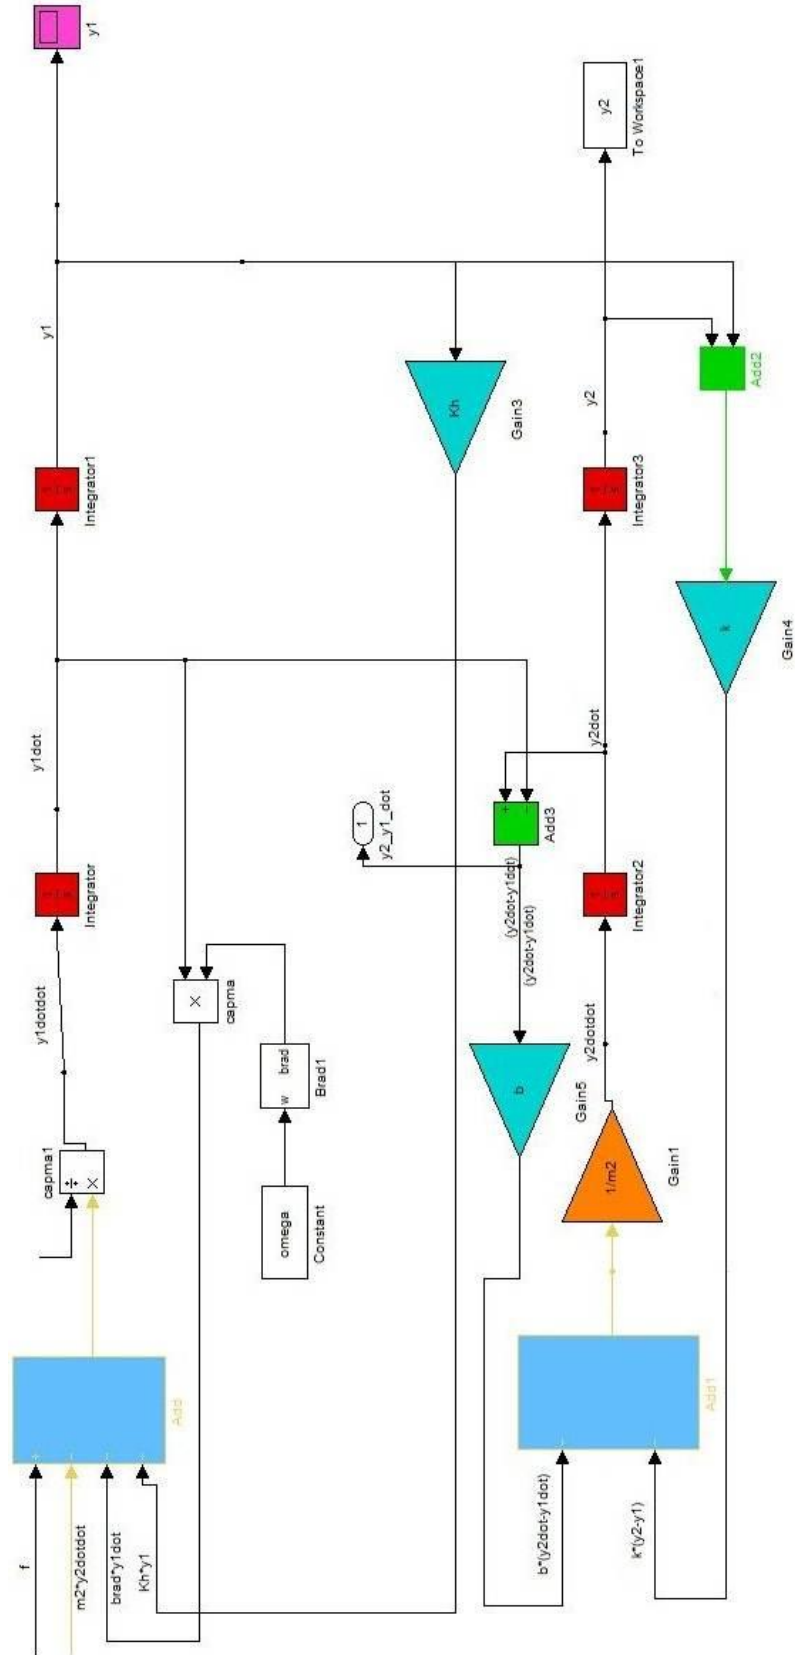 f
m2*y2dotdot
brad*y1dot
Kh*y1
+
-
-
-
Add
capma1
÷
×
y1dotdot
Integrator
y1dot
Integrator1
y1
y1
omega
Constant
w brad
Brad1
×
capma
1
y2_y1_dot
Kh
Gain3
b*(y2dot-y1dot)
k*(y2-y1)
-
-
Add1
1/m2
Gain1
y2dotdot
Integrator2
y2dot
Integrator3
y2
y2
To Workspace1
b
Gain5
(y2dot-y1dot)
(y2dot-y1dot)
+
-
Add3
k
Gain4
Add2